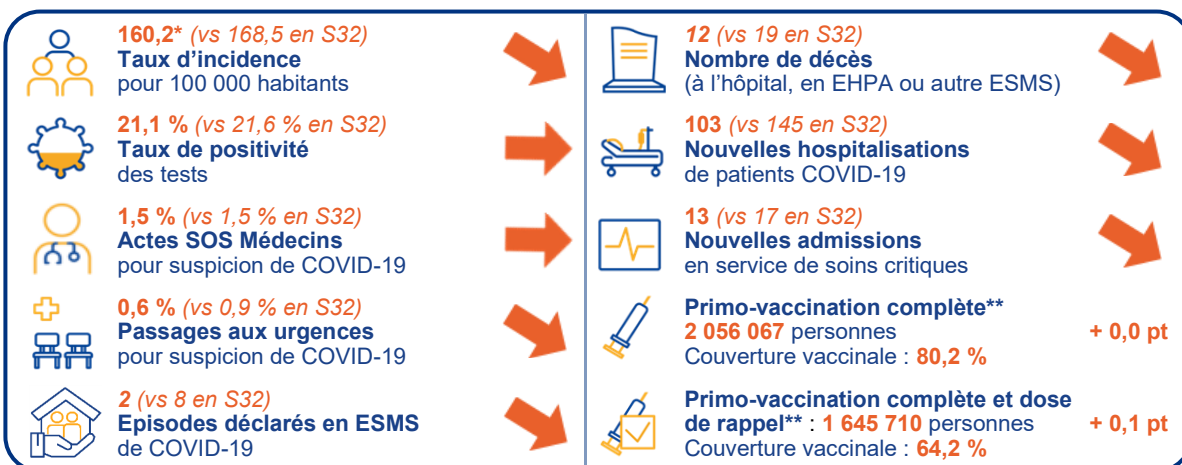 160,2* (vs 168,5 en S32)
Taux d’incidence
pour 100 000 habitants
21,1 % (vs 21,6 % en S32)
Taux de positivité
des tests
1,5 % (vs 1,5 % en S32)
Actes SOS Médecins
pour suspicion de COVID-19
0,6 % (vs 0,9 % en S32)
Passages aux urgences
pour suspicion de COVID-19
2 (vs 8 en S32)
Episodes déclarés en ESMS
de COVID-19
12 (vs 19 en S32)
Nombre de décès
(à l’hôpital, en EHPA ou autre ESMS)
103 (vs 145 en S32)
Nouvelles hospitalisations
de patients COVID-19
13 (vs 17 en S32)
Nouvelles admissions
en service de soins critiques
Primo-vaccination complète**
2 056 067 personnes + 0,0 pt
Couverture vaccinale : 80,2 %
Primo-vaccination complète et dose
de rappel** : 1 645 710 personnes + 0,1 pt
Couverture vaccinale : 64,2 %